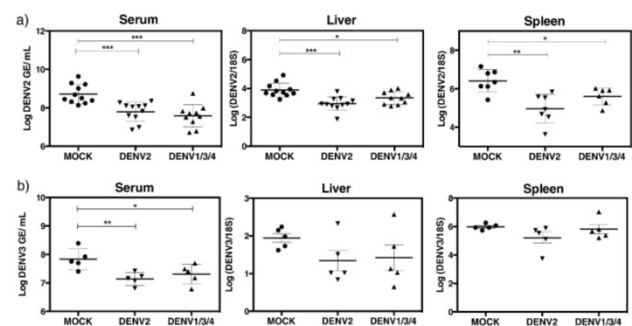 a)
Serum
Log DENV2 GE/ mL
12
10
8
6
***
***
MOCK DENV2 DENV1/3/4
Liver
Log (DENV2/18S)
8
6
4
2
0
*
***
MOCK DENV2 DENV1/3/4
Spleen
Log (DENV2/18S)
8
6
4
*
**
MOCK DENV2 DENV1/3/4
b)
Serum
Log DENV3 GE/ mL
10
9
8
7
6
*
**
MOCK DENV2 DENV1/3/4
Liver
Log (DENV3/18S)
3
2
1
0
MOCK DENV2 DENV1/3/4
Spleen
Log (DENV3/18S)
8
6
4
2
0
MOCK DENV2 DENV1/3/4